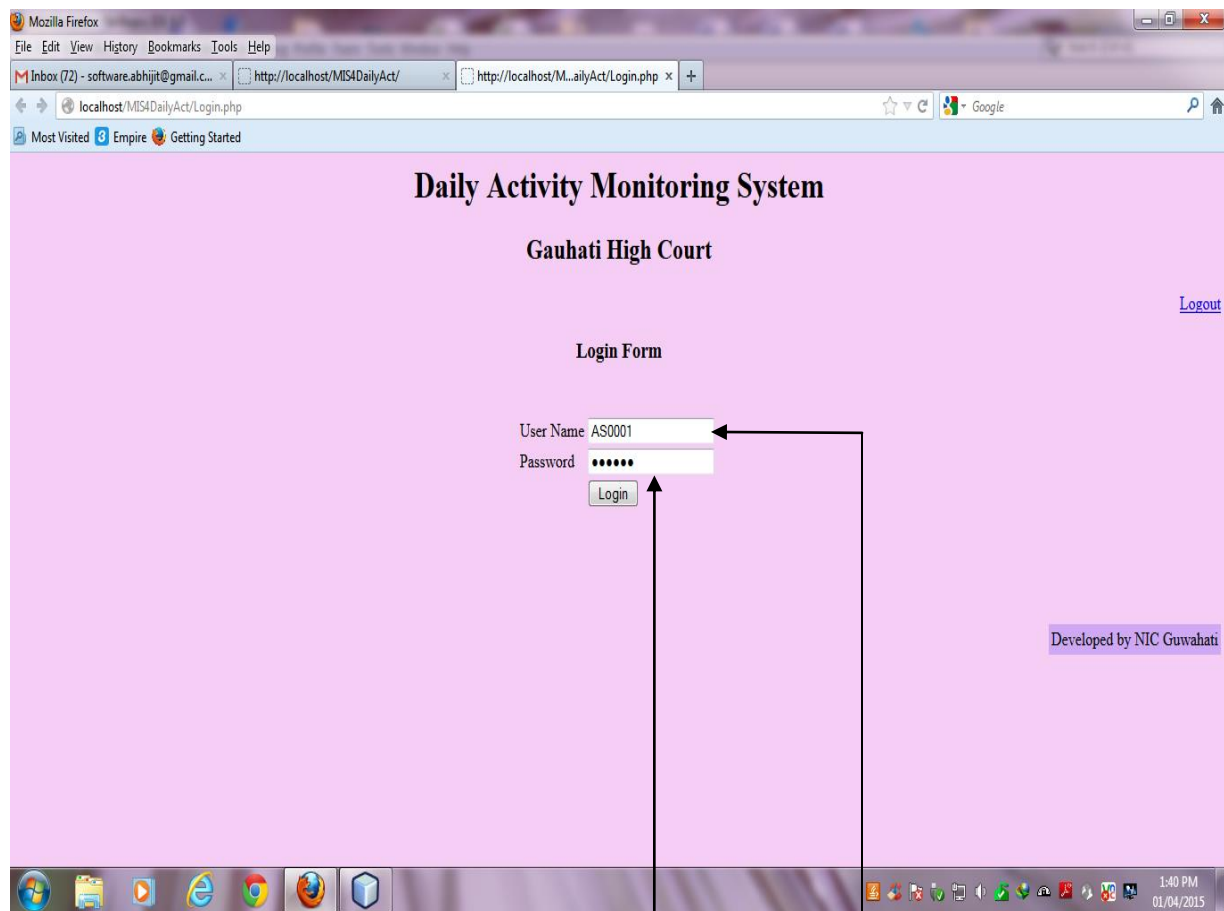 Mozilla Firefox
File Edit View History Bookmarks Tools Help
Inbox (72) - software.abhijit@gmail.c... × http://localhost/MIS4DailyAct/ × http://localhost/M...ailyAct/Login.php × +
localhost/MIS4DailyAct/Login.php Google
Most Visited Empire Getting Started
Daily Activity Monitoring System
Gauhati High Court
Logout
Login Form
User Name AS0001
Password ••••••
Login
Developed by NIC Guwahati
1:40 PM
01/04/2015